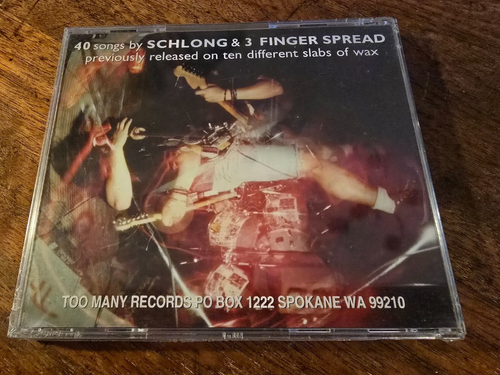 40 songs by SCHLONG & 3 FINGER SPREAD
previously released on ten different slabs of wax
TOO MANY RECORDS PO BOX 1222 SPOKANE WA 99210